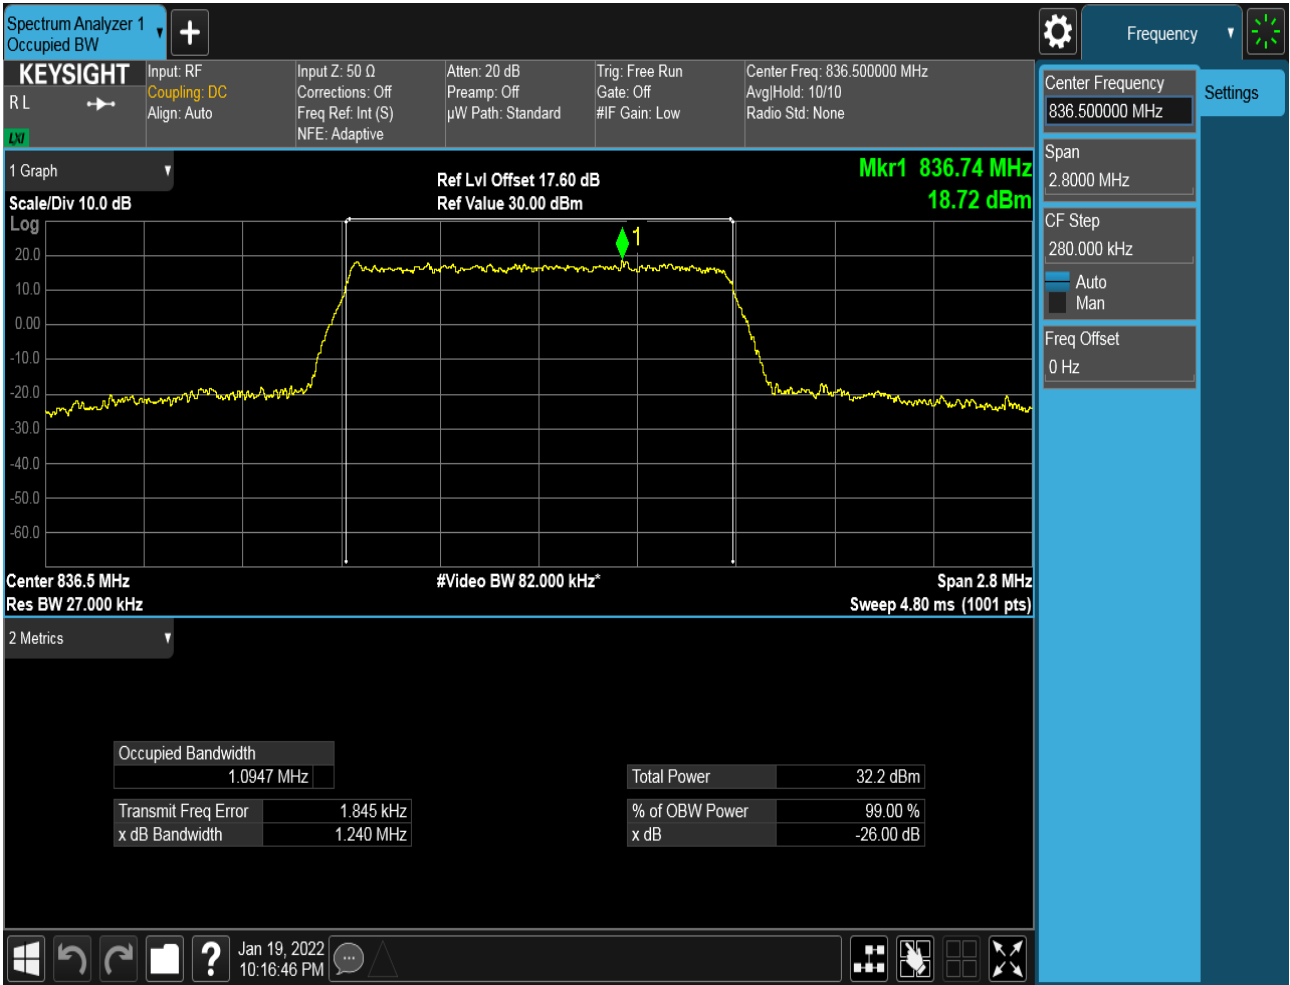 Spectrum Analyzer 1
Occupied BW
Frequency
KEYSIGHT
R L
LXI
Input: RF
Coupling: DC
Align: Auto
Input Z: 50 Ω
Corrections: Off
Freq Ref: Int (S)
NFE: Adaptive
Atten: 20 dB
Preamp: Off
µW Path: Standard
Trig: Free Run
Gate: Off
#IF Gain: Low
Center Freq: 836.500000 MHz
Avg|Hold: 10/10
Radio Std: None
Center Frequency
836.500000 MHz
Settings
Span
2.8000 MHz
CF Step
280.000 kHz
Auto
Man
Freq Offset
0 Hz
1 Graph
Ref Lvl Offset 17.60 dB
Mkr1 836.74 MHz
Scale/Div 10.0 dB
Ref Value 30.00 dBm
18.72 dBm
Log
1
20.0
10.0
0.00
-10.0
-20.0
-30.0
-40.0
-50.0
-60.0
Center 836.5 MHz
#Video BW 82.000 kHz*
Span 2.8 MHz
Res BW 27.000 kHz
Sweep 4.80 ms (1001 pts)
2 Metrics
Occupied Bandwidth
1.0947 MHz
Total Power 32.2 dBm
Transmit Freq Error 1.845 kHz
% of OBW Power 99.00 %
x dB Bandwidth 1.240 MHz
x dB -26.00 dB
?
Jan 19, 2022
10:16:46 PM